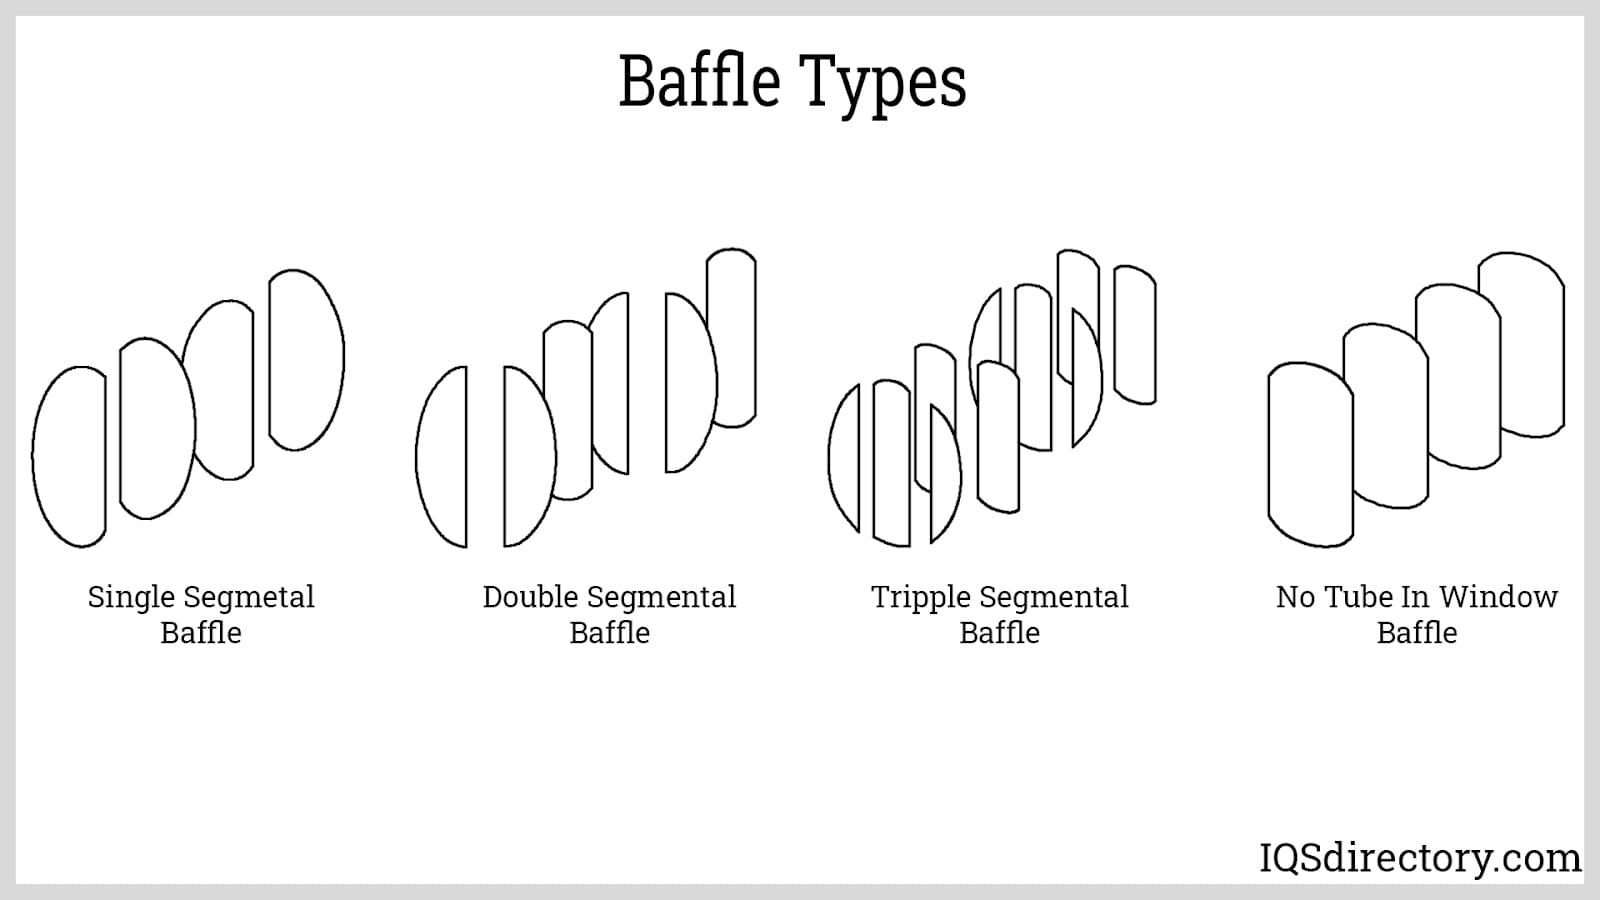 Baffle Types
Single Segmetal
Baffle
Double Segmental
Baffle
Tripple Segmental
Baffle
No Tube In Window
Baffle
IQSdirectory.com